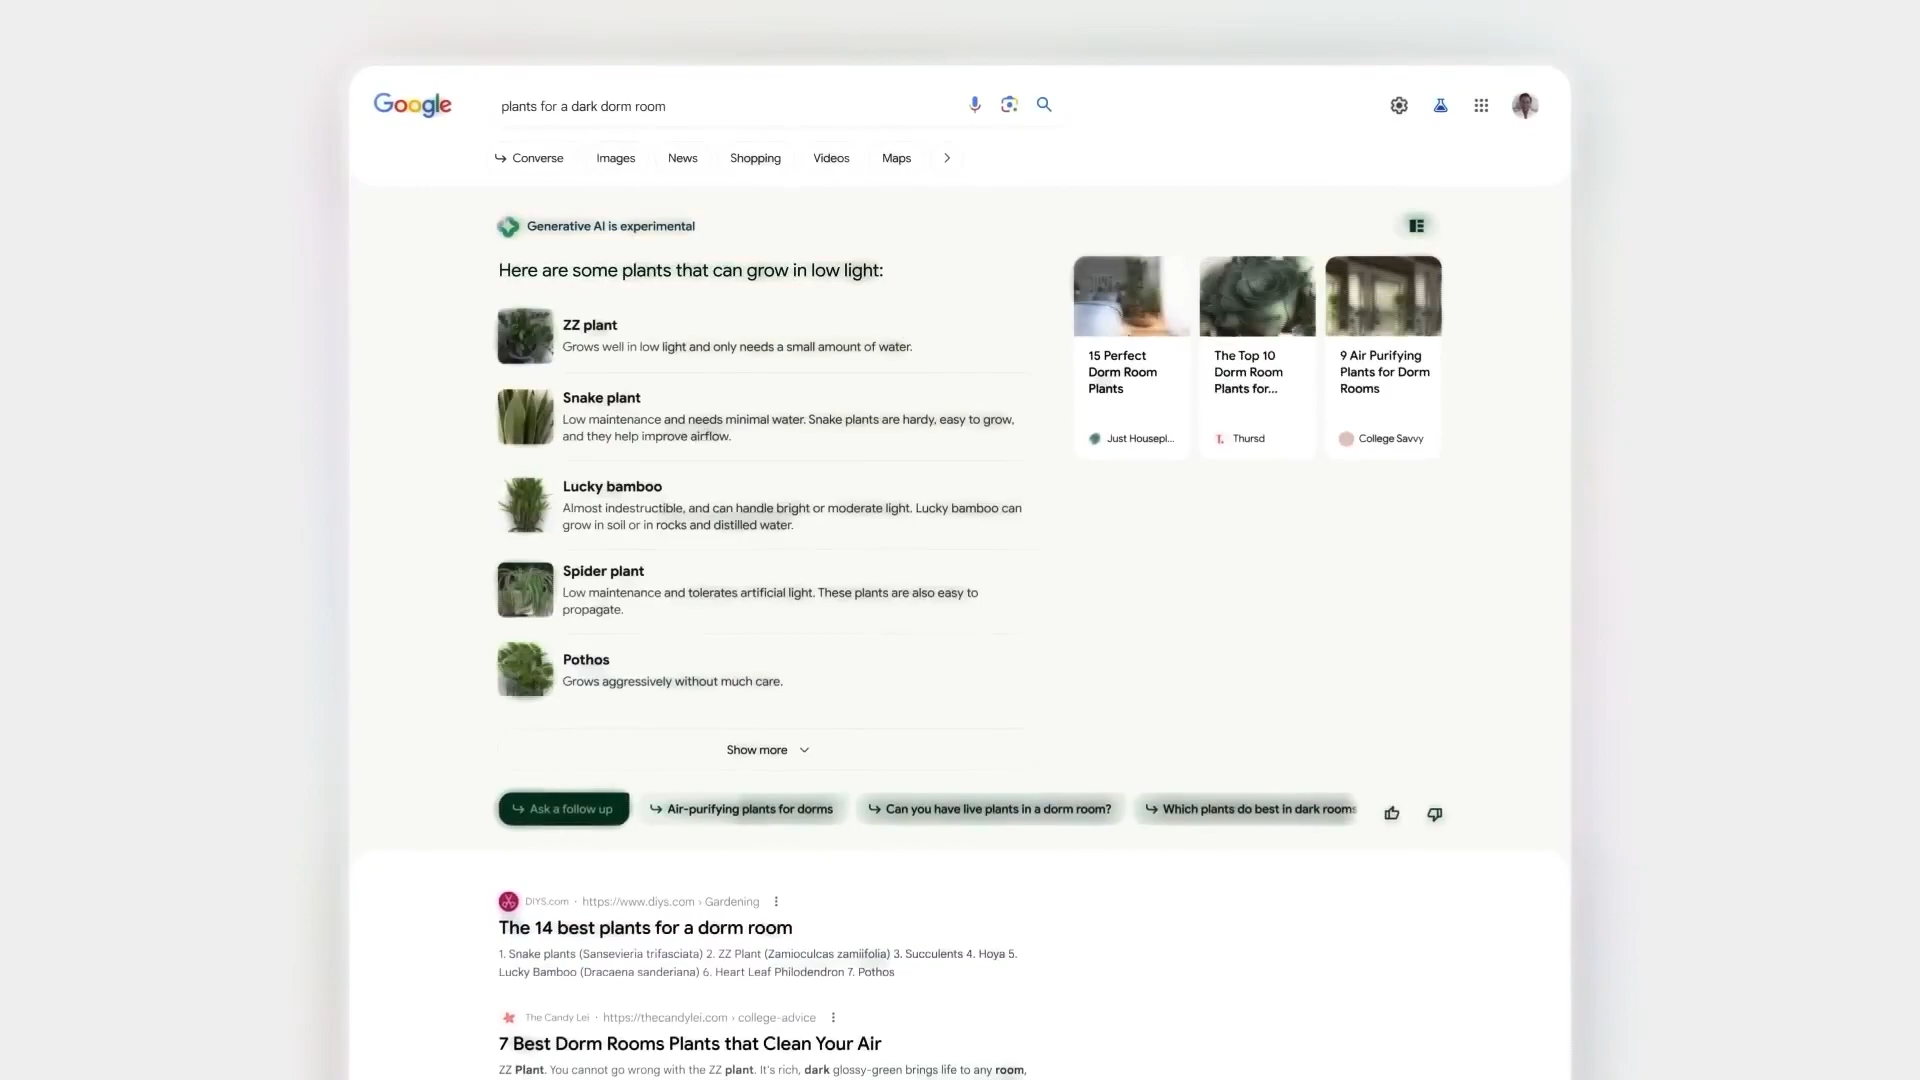 Google
plants for a dark dorm room
Converse
Images
News
Shopping
Videos
Maps
Generative AI is experimental
Here are some plants that can grow in low light:
ZZ plant
Grows well in low light and only needs a small amount of water.
Snake plant
Low maintenance and needs minimal water. Snake plants are hardy, easy to grow,
and they help improve airflow.
Lucky bamboo
Almost indestructible, and can handle bright or moderate light. Lucky bamboo can
grow in soil or in rocks and distilled water.
Spider plant
Low maintenance and tolerates artificial light. These plants are also easy to
propagate.
Pothos
Grows aggressively without much care.
Show more
15 Perfect
Dorm Room
Plants
Just Housepl...
The Top 10
Dorm Room
Plants for...
Thursd
9 Air Purifying
Plants for Dorm
Rooms
College Savvy
Ask a follow up
Air-purifying plants for dorms
Can you have live plants in a dorm room?
Which plants do best in dark rooms
DIYS.com · https://www.diys.com › Gardening
The 14 best plants for a dorm room
1. Snake plants (Sansevieria trifasciata) 2. ZZ Plant (Zamioculcas zamiifolia) 3. Succulents 4. Hoya 5.
Lucky Bamboo (Dracaena sanderiana) 6. Heart Leaf Philodendron 7. Pothos
The Candy Lei · https://thecandylei.com › college-advice
7 Best Dorm Rooms Plants that Clean Your Air
ZZ Plant. You cannot go wrong with the ZZ plant. It's rich, dark glossy-green brings life to any room,